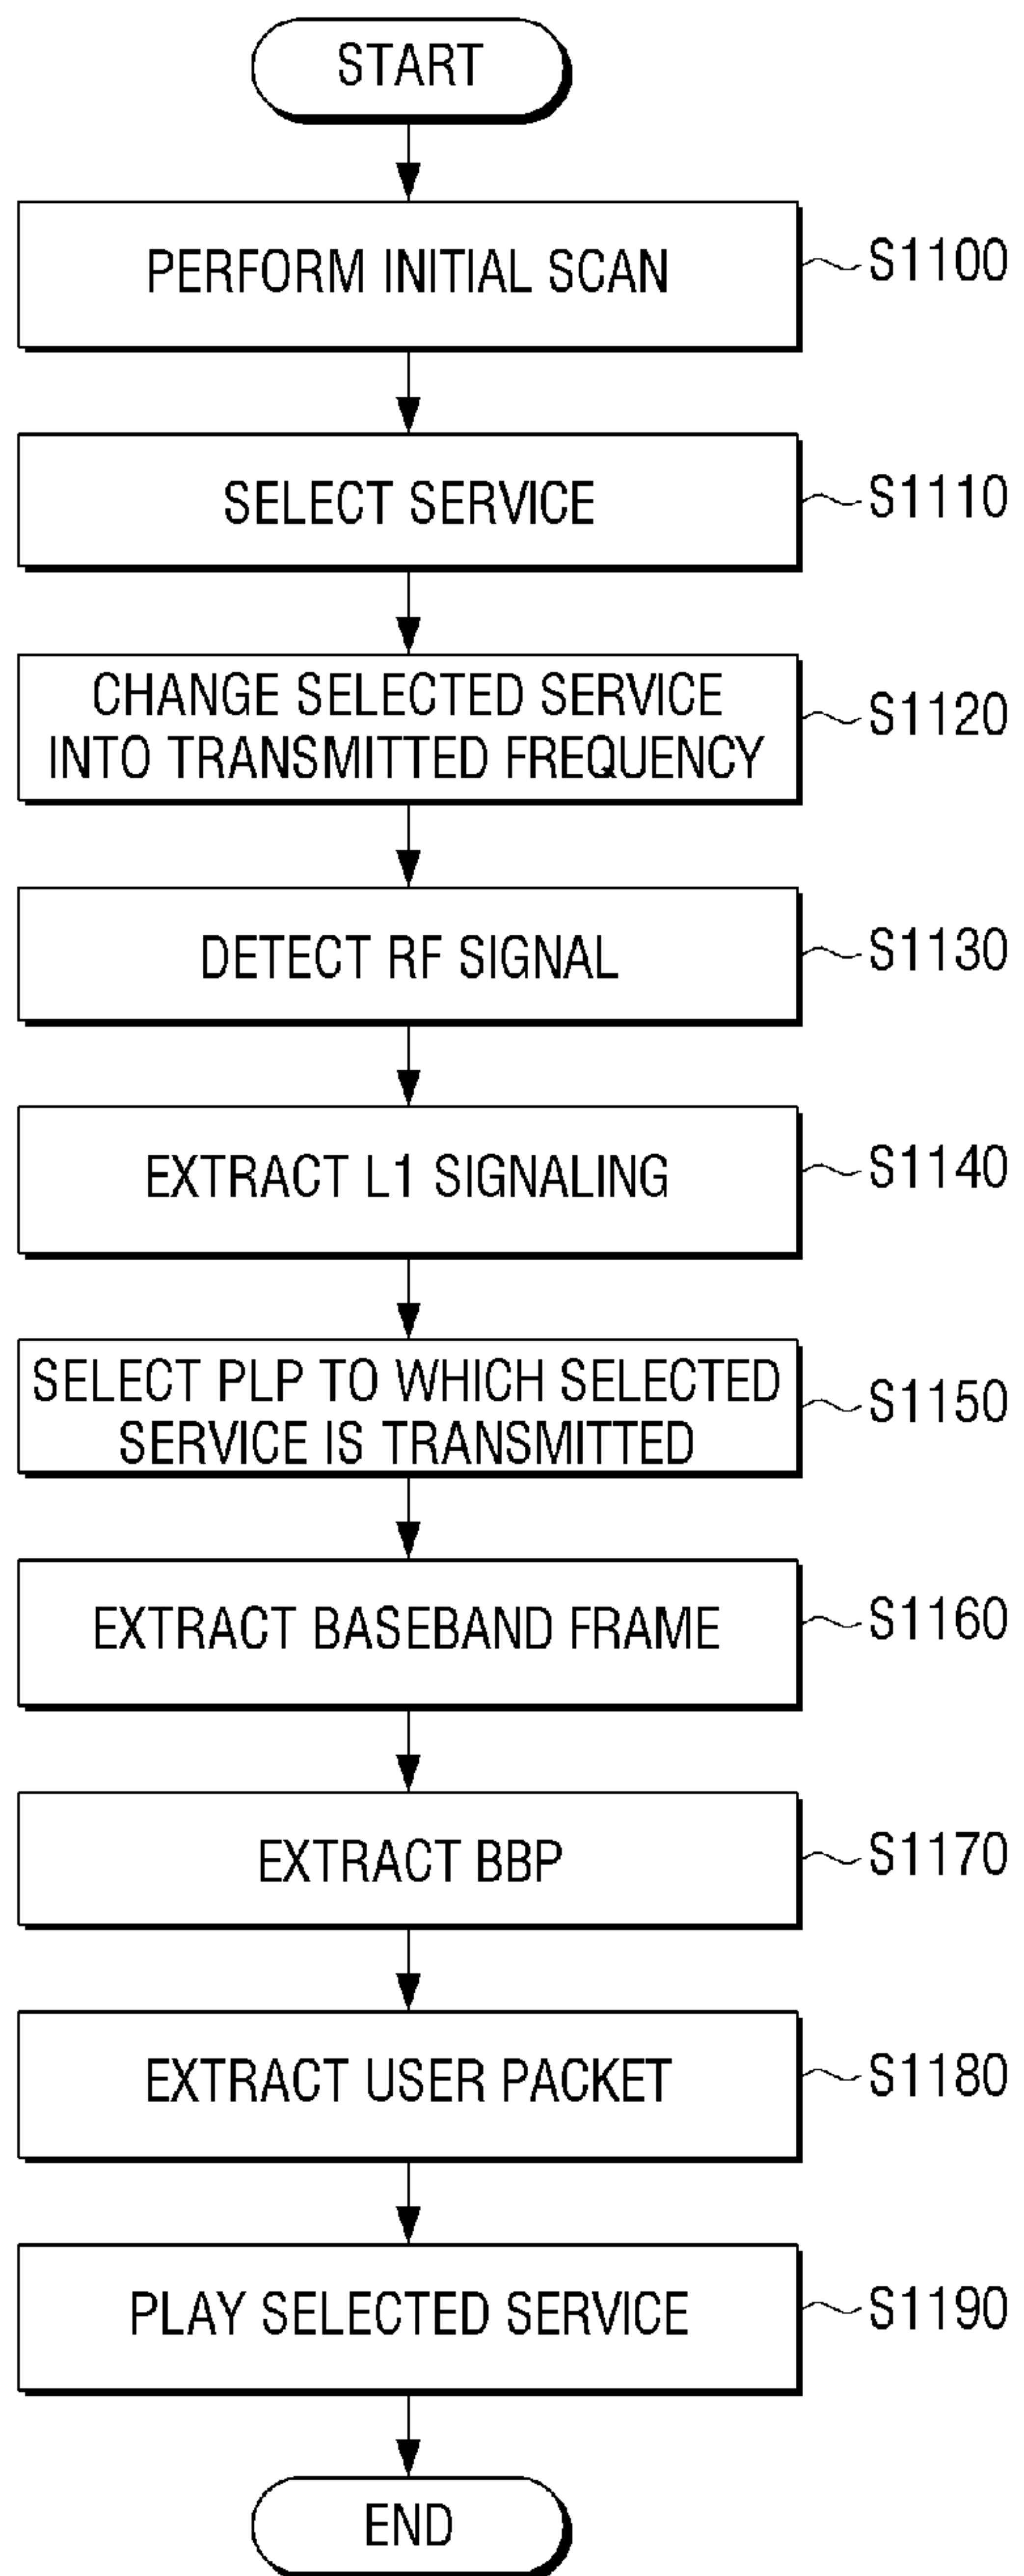 START
PERFORM INITIAL SCAN
S1100
SELECT SERVICE
S1110
CHANGE SELECTED SERVICE
INTO TRANSMITTED FREQUENCY
S1120
DETECT RF SIGNAL
S1130
EXTRACT L1 SIGNALING
S1140
SELECT PLP TO WHICH SELECTED
SERVICE IS TRANSMITTED
S1150
EXTRACT BASEBAND FRAME
S1160
EXTRACT BBP
S1170
EXTRACT USER PACKET
S1180
PLAY SELECTED SERVICE
S1190
END